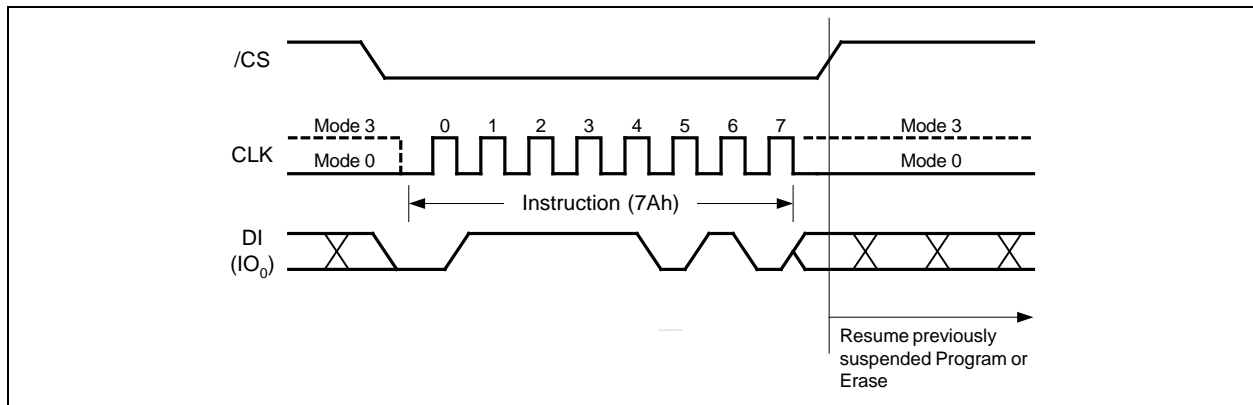 /CS
Mode 3
0 1 2 3 4 5 6 7
Mode 3
CLK
Mode 0
Mode 0
Instruction (7Ah)
DI
(IO₀)
Resume previously
suspended Program or
Erase